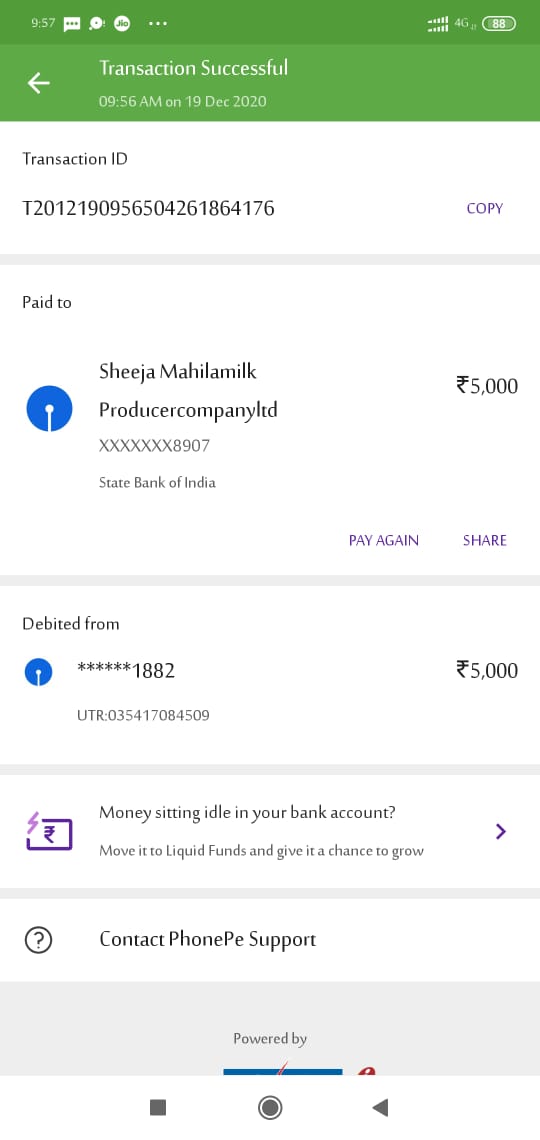 9:57 Jio ... 4G 88
Transaction Successful
09:56 AM on 19 Dec 2020
Transaction ID
T2012190956504261864176 COPY
Paid to
Sheeja Mahilamilk
Producercompanyltd
₹5,000
XXXXXXX8907
State Bank of India
PAY AGAIN SHARE
Debited from
******1882 ₹5,000
UTR:035417084509
Money sitting idle in your bank account?
Move it to Liquid Funds and give it a chance to grow
Contact PhonePe Support
Powered by